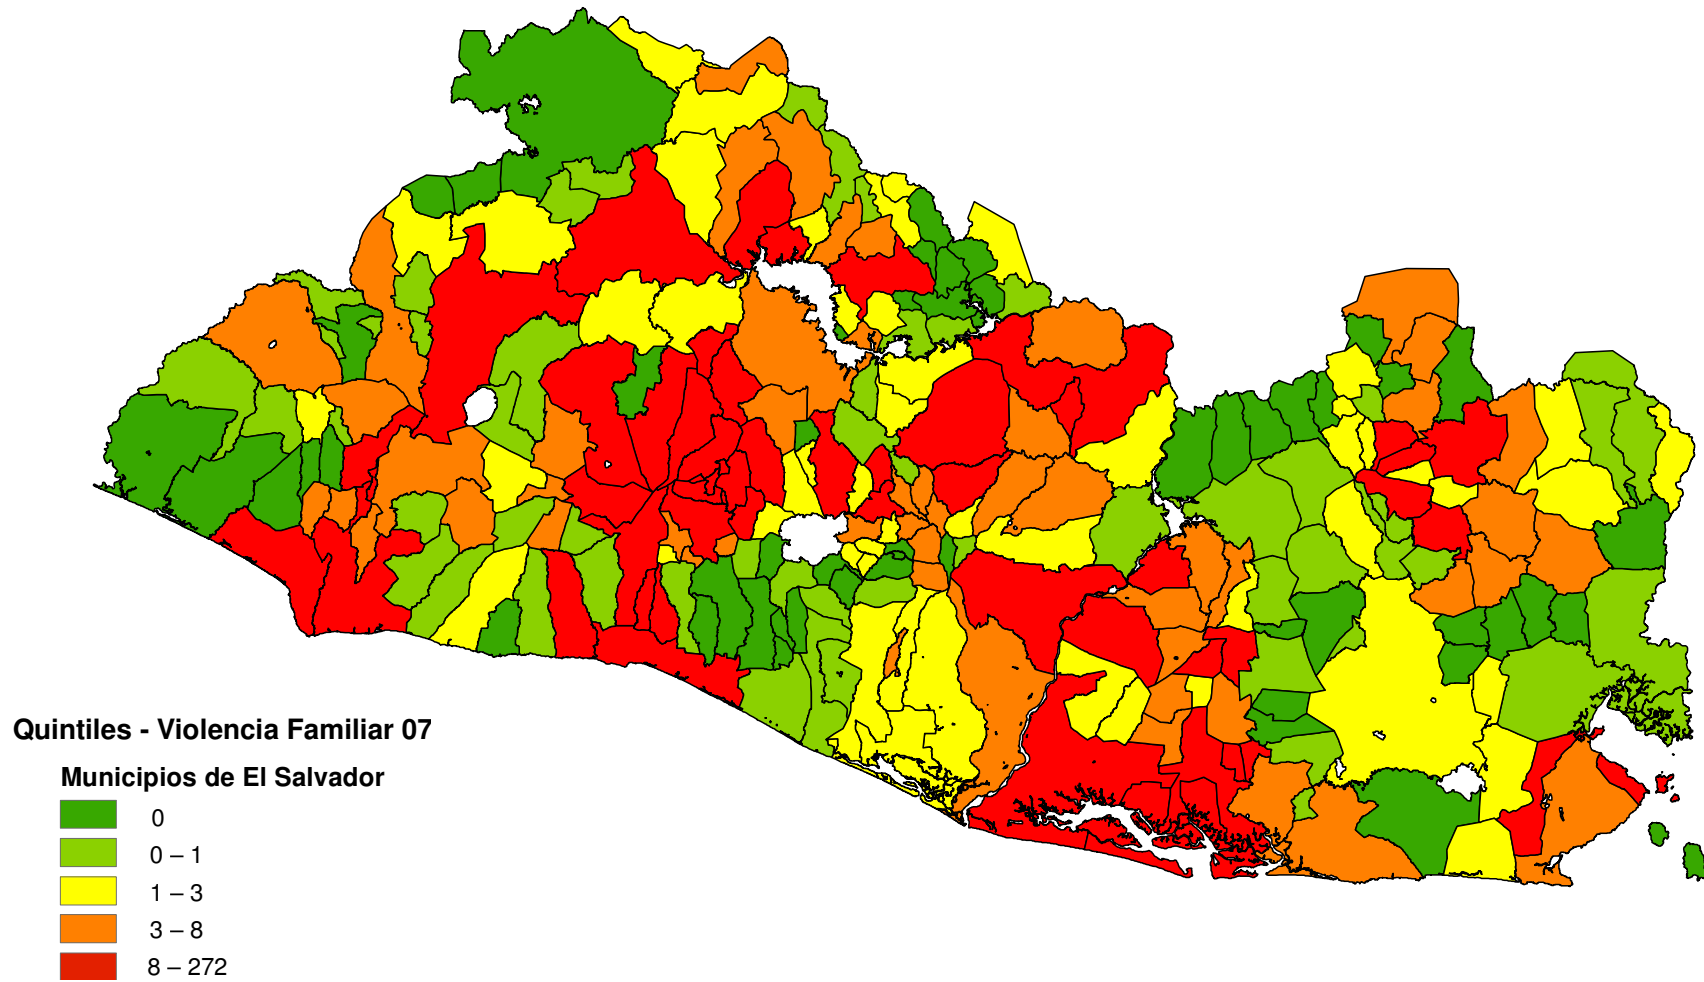 Quintiles - Violencia Familiar 07
Municipios de El Salvador
0
0 – 1
1 – 3
3 – 8
8 – 272